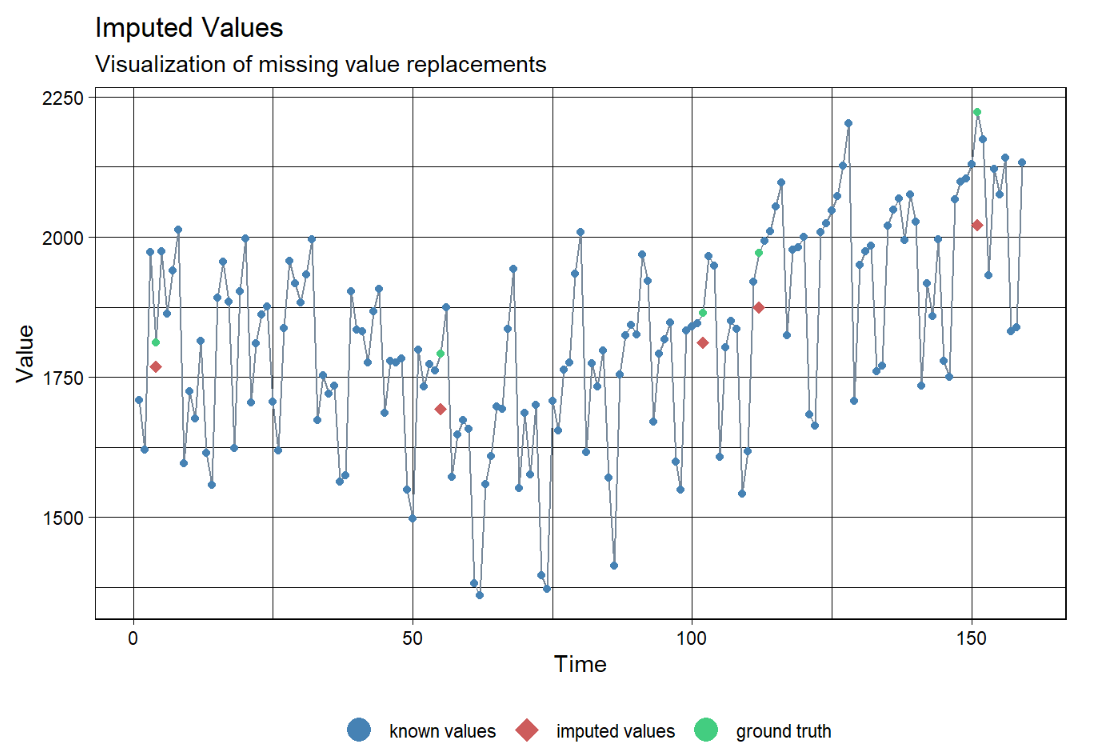 Imputed Values
Visualization of missing value replacements
2250
2000
1750
1500
Value
0 50 100 150
Time
known values imputed values ground truth